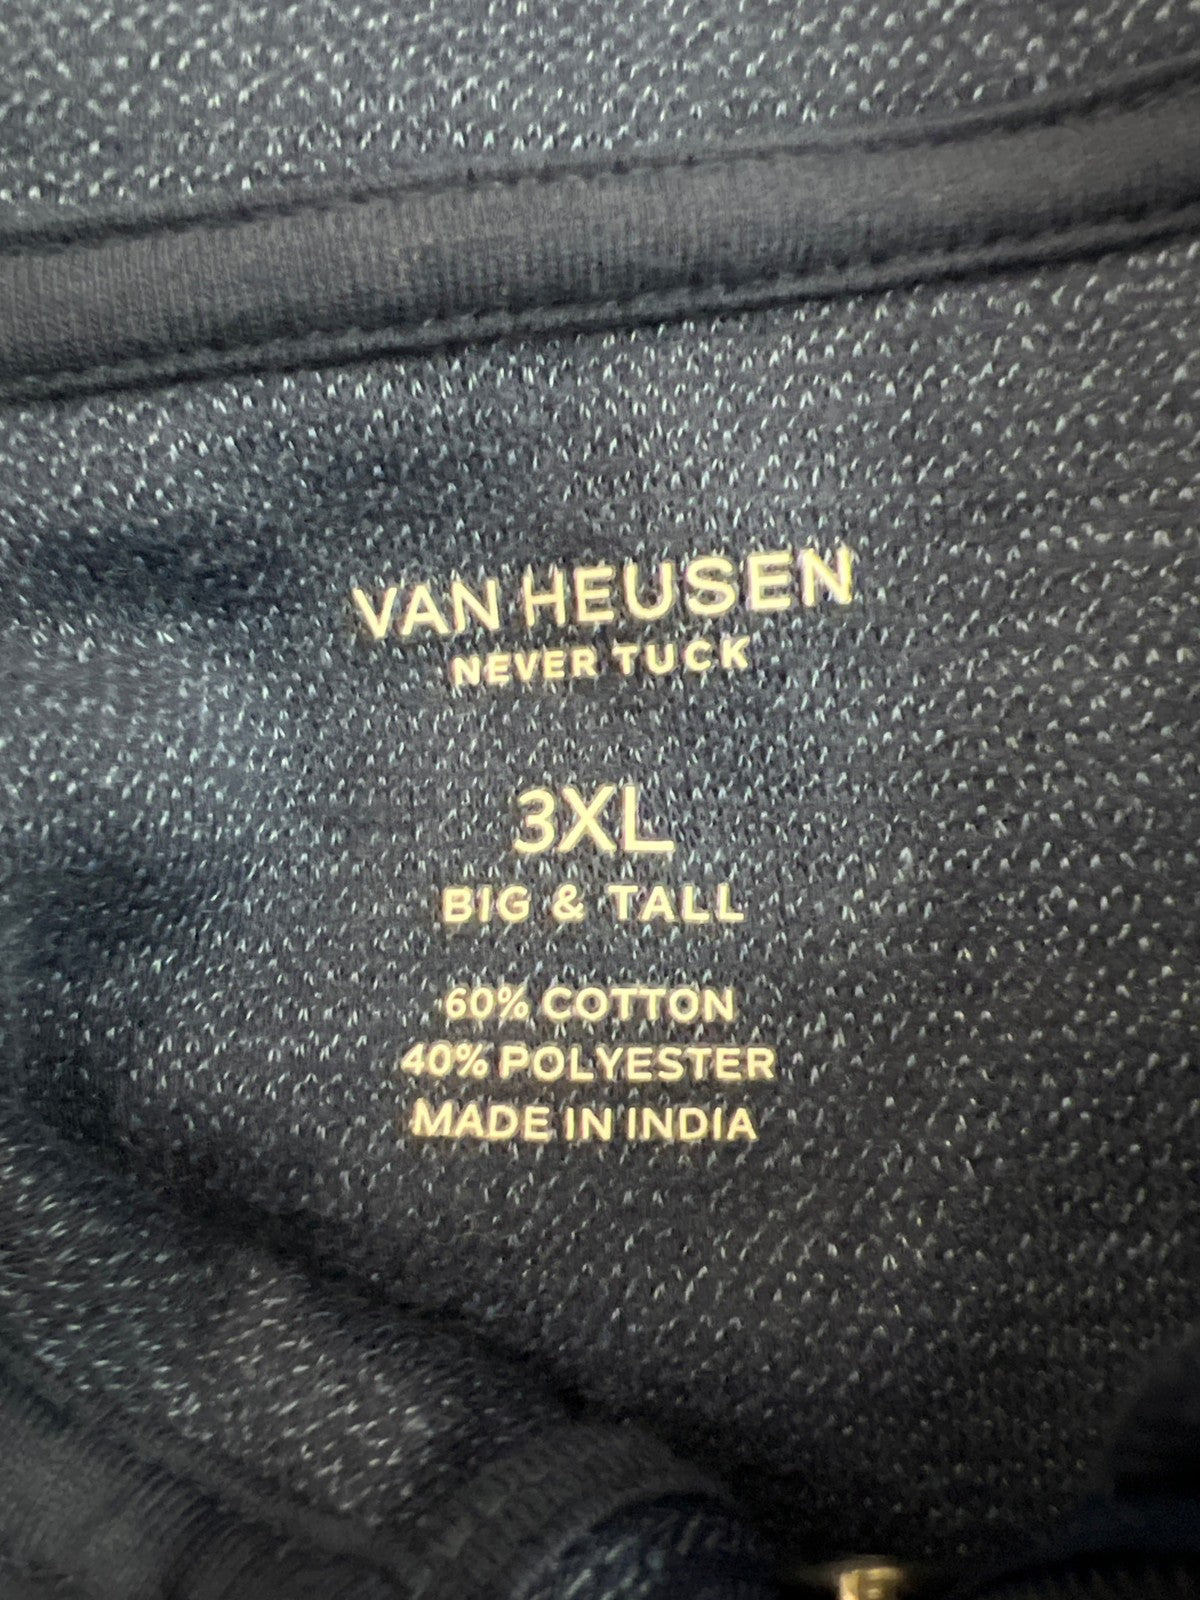 VAN HEUSEN
NEVER TUCK
3XL
BIG & TALL
60% COTTON
40% POLYESTER
MADE IN INDIA